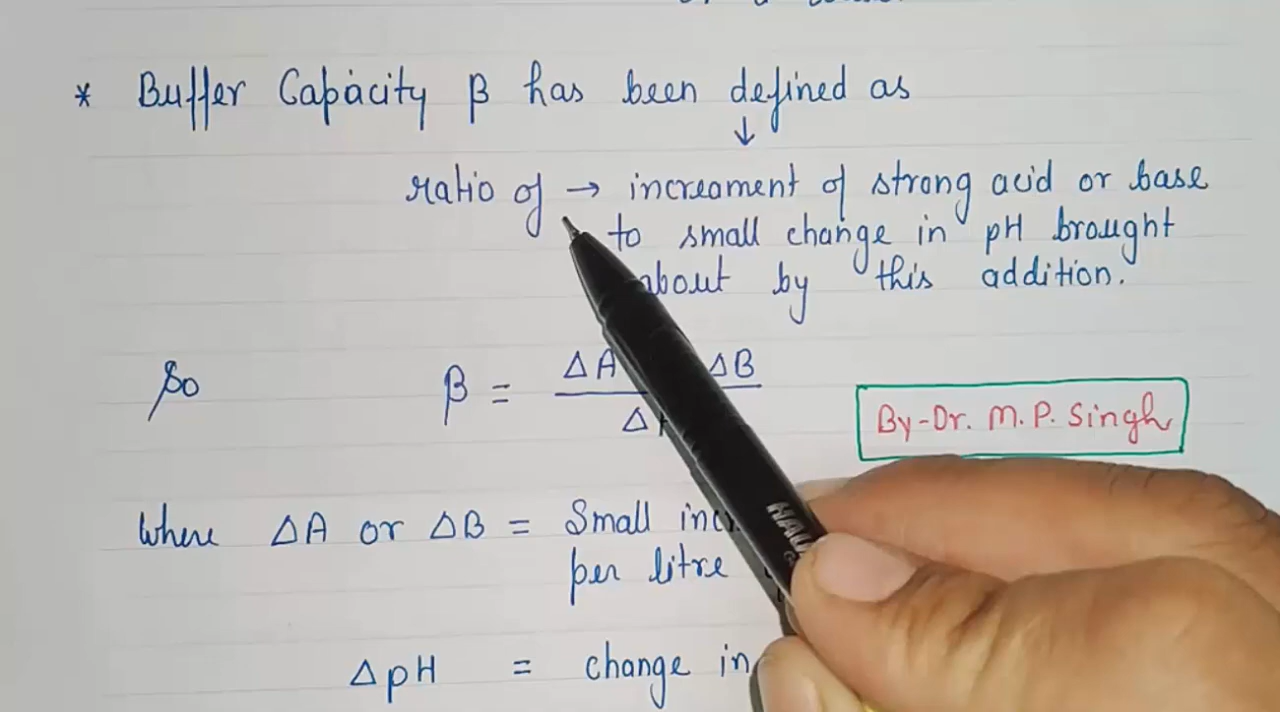 * Buffer Capacity β has been defined as
↓
ratio of → increament of strong acid or base
to small change in pH brought
about by this addition.
So β = ΔA ΔB
Δ
By-Dr. M. P. Singh
Where ΔA or ΔB = Small
per litre
ΔpH = change in